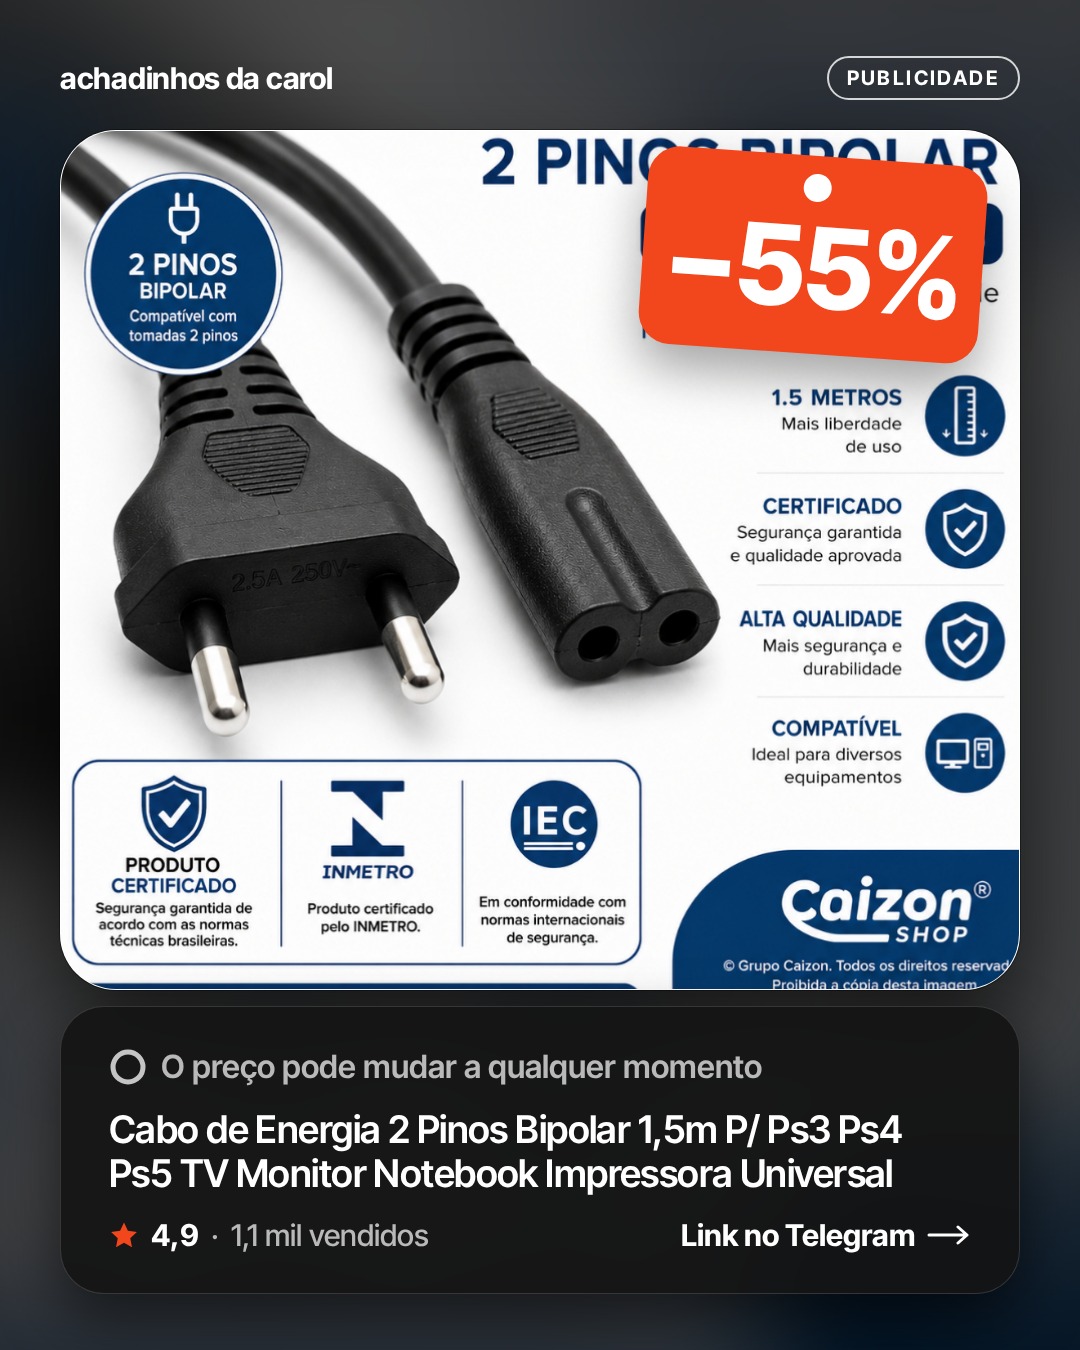 achadinhos da carol
PUBLICIDADE
2 PINOS BIPOLAR
-55%
2 PINOS
BIPOLAR
Compatível com
tomadas 2 pinos
1.5 METROS
Mais liberdade
de uso
CERTIFICADO
Segurança garantida
e qualidade aprovada
2.5A 250V~
ALTA QUALIDADE
Mais segurança e
durabilidade
COMPATÍVEL
Ideal para diversos
equipamentos
PRODUTO
CERTIFICADO
Segurança garantida de
acordo com as normas
técnicas brasileiras.
INMETRO
Produto certificado
pelo INMETRO.
IEC
Em conformidade com
normas internacionais
de segurança.
Caizon®
SHOP
© Grupo Caizon. Todos os direitos reservad
Proibida a cópia desta imagem
O preço pode mudar a qualquer momento
Cabo de Energia 2 Pinos Bipolar 1,5m P/ Ps3 Ps4
Ps5 TV Monitor Notebook Impressora Universal
4,9 · 1,1 mil vendidos
Link no Telegram →